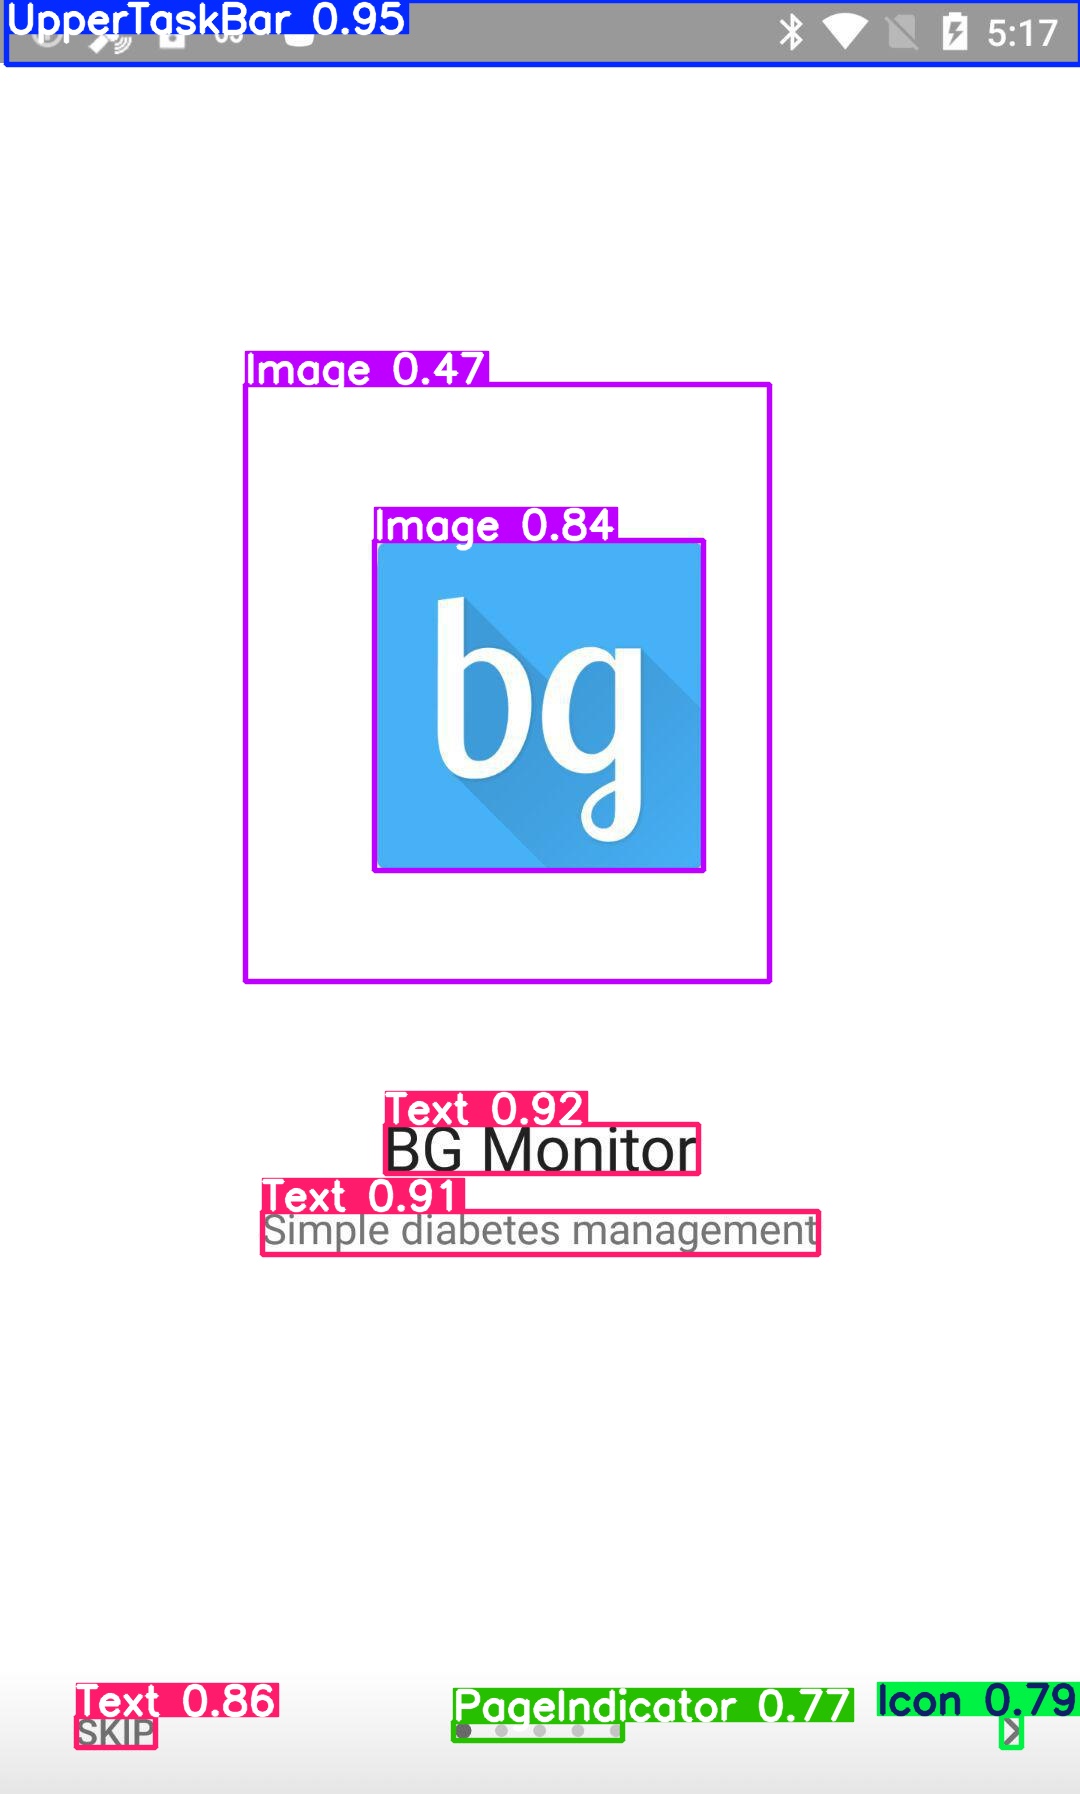 UpperTaskBar 0.95
5:17
Image 0.47
Image 0.84
bg
Text 0.92
BG Monitor
Text 0.91
Simple diabetes management
Text 0.86
PageIndicator 0.77
Icon 0.79
SKIP